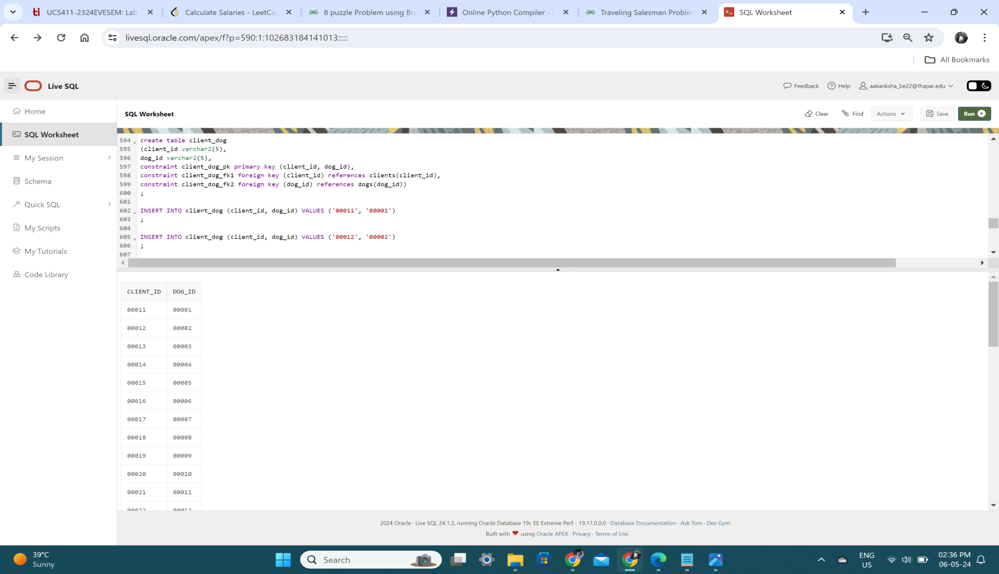 UCS411-2324EVESEM: Lab
Calculate Salaries - LeetCo
8 puzzle Problem using Bra
Online Python Compiler - c
Traveling Salesman Problem
SQL Worksheet
livesql.oracle.com/apex/f?p=590:1:102683184141013:::::
All Bookmarks
Live SQL
Feedback
Help
aakanksha_be22@thapar.edu
Home
SQL Worksheet
My Session
Schema
Quick SQL
My Scripts
My Tutorials
Code Library
SQL Worksheet
Clear
Find
Actions
Save
Run
594 create table client_dog
595 (client_id varchar2(5),
596 dog_id varchar2(5),
597 constraint client_dog_pk primary key (client_id, dog_id),
598 constraint client_dog_fk1 foreign key (client_id) references clients(client_id),
599 constraint client_dog_fk2 foreign key (dog_id) references dogs(dog_id))
600 ;
601
602 INSERT INTO client_dog (client_id, dog_id) VALUES ('00011', '00001')
603 ;
604
605 INSERT INTO client_dog (client_id, dog_id) VALUES ('00012', '00002')
606 ;
607
CLIENT_ID DOG_ID
00011 00001
00012 00002
00013 00003
00014 00004
00015 00005
00016 00006
00017 00007
00018 00008
00019 00009
00020 00010
00021 00011
00022 00012
2024 Oracle · Live SQL 24.1.3, running Oracle Database 19c EE Extreme Perf - 19.17.0.0.0 · Database Documentation · Ask Tom · Dev Gym
Built with ❤ using Oracle APEX · Privacy · Terms of Use
39°C
Sunny
Search
ENG
US
02:36 PM
06-05-24